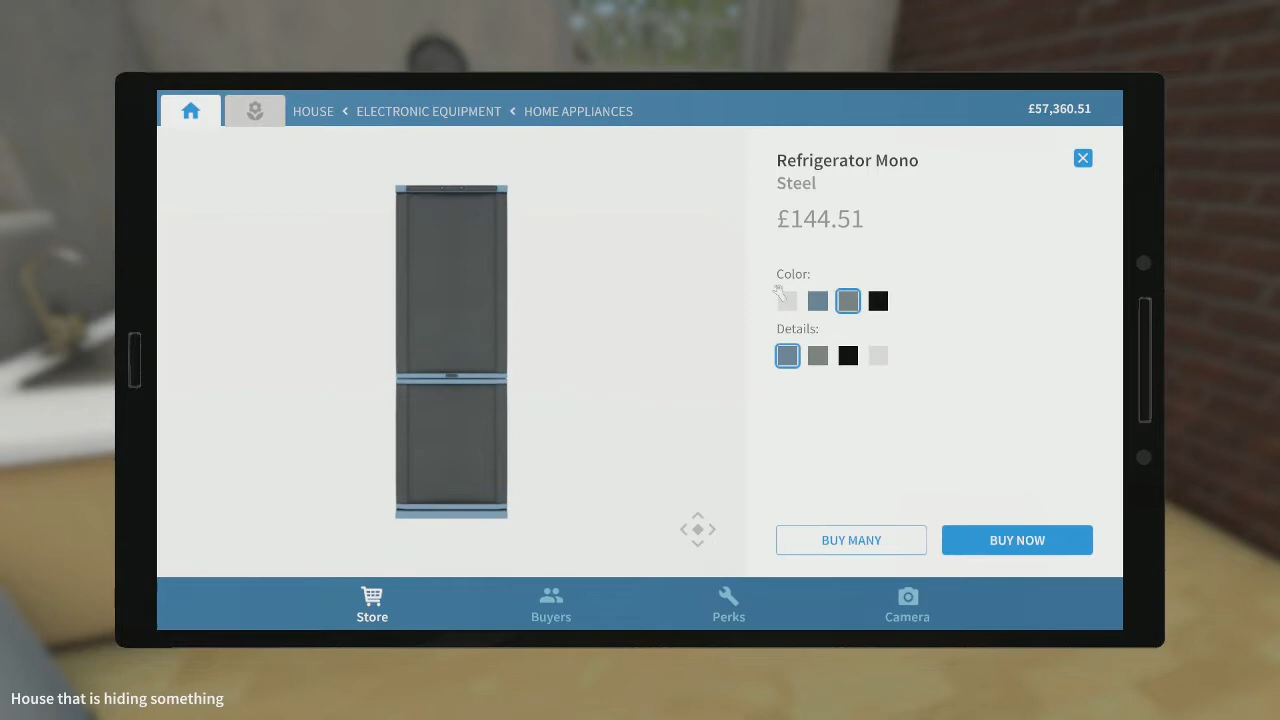 HOUSE < ELECTRONIC EQUIPMENT < HOME APPLIANCES
£57,360.51
Refrigerator Mono
Steel
£144.51
Color:
Details:
BUY MANY
BUY NOW
Store
Buyers
Perks
Camera
House that is hiding something